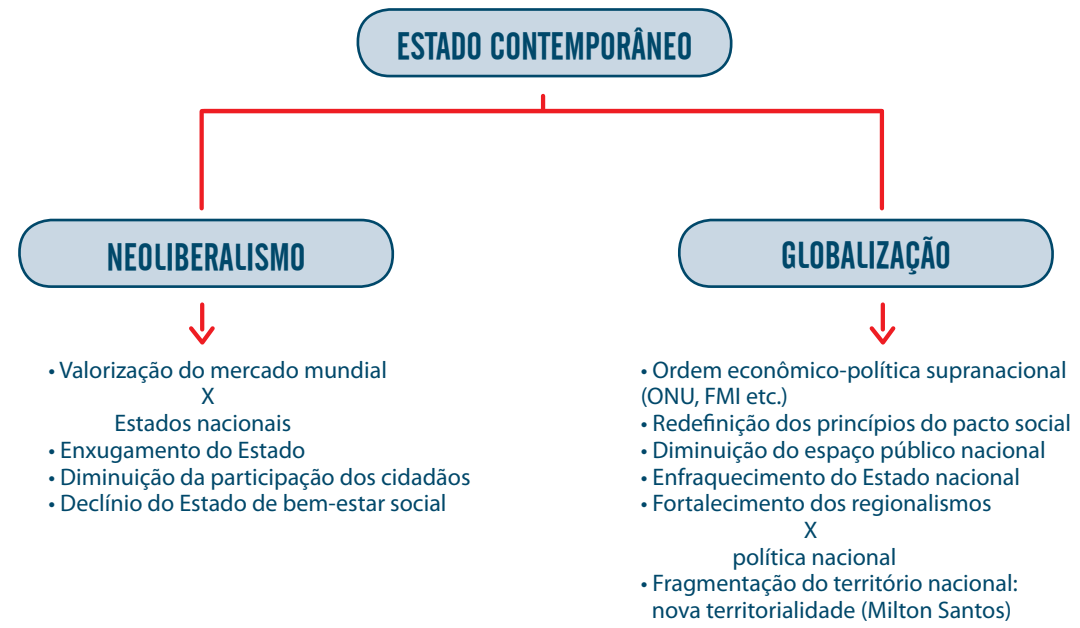 ESTADO CONTEMPORÂNEO
NEOLIBERALISMO
• Valorização do mercado mundial
X
Estados nacionais
• Enxugamento do Estado
• Diminuição da participação dos cidadãos
• Declínio do Estado de bem-estar social
GLOBALIZAÇÃO
• Ordem econômico-política supranacional
(ONU, FMI etc.)
• Redefinição dos princípios do pacto social
• Diminuição do espaço público nacional
• Enfraquecimento do Estado nacional
• Fortalecimento dos regionalismos
X
política nacional
• Fragmentação do território nacional:
nova territorialidade (Milton Santos)